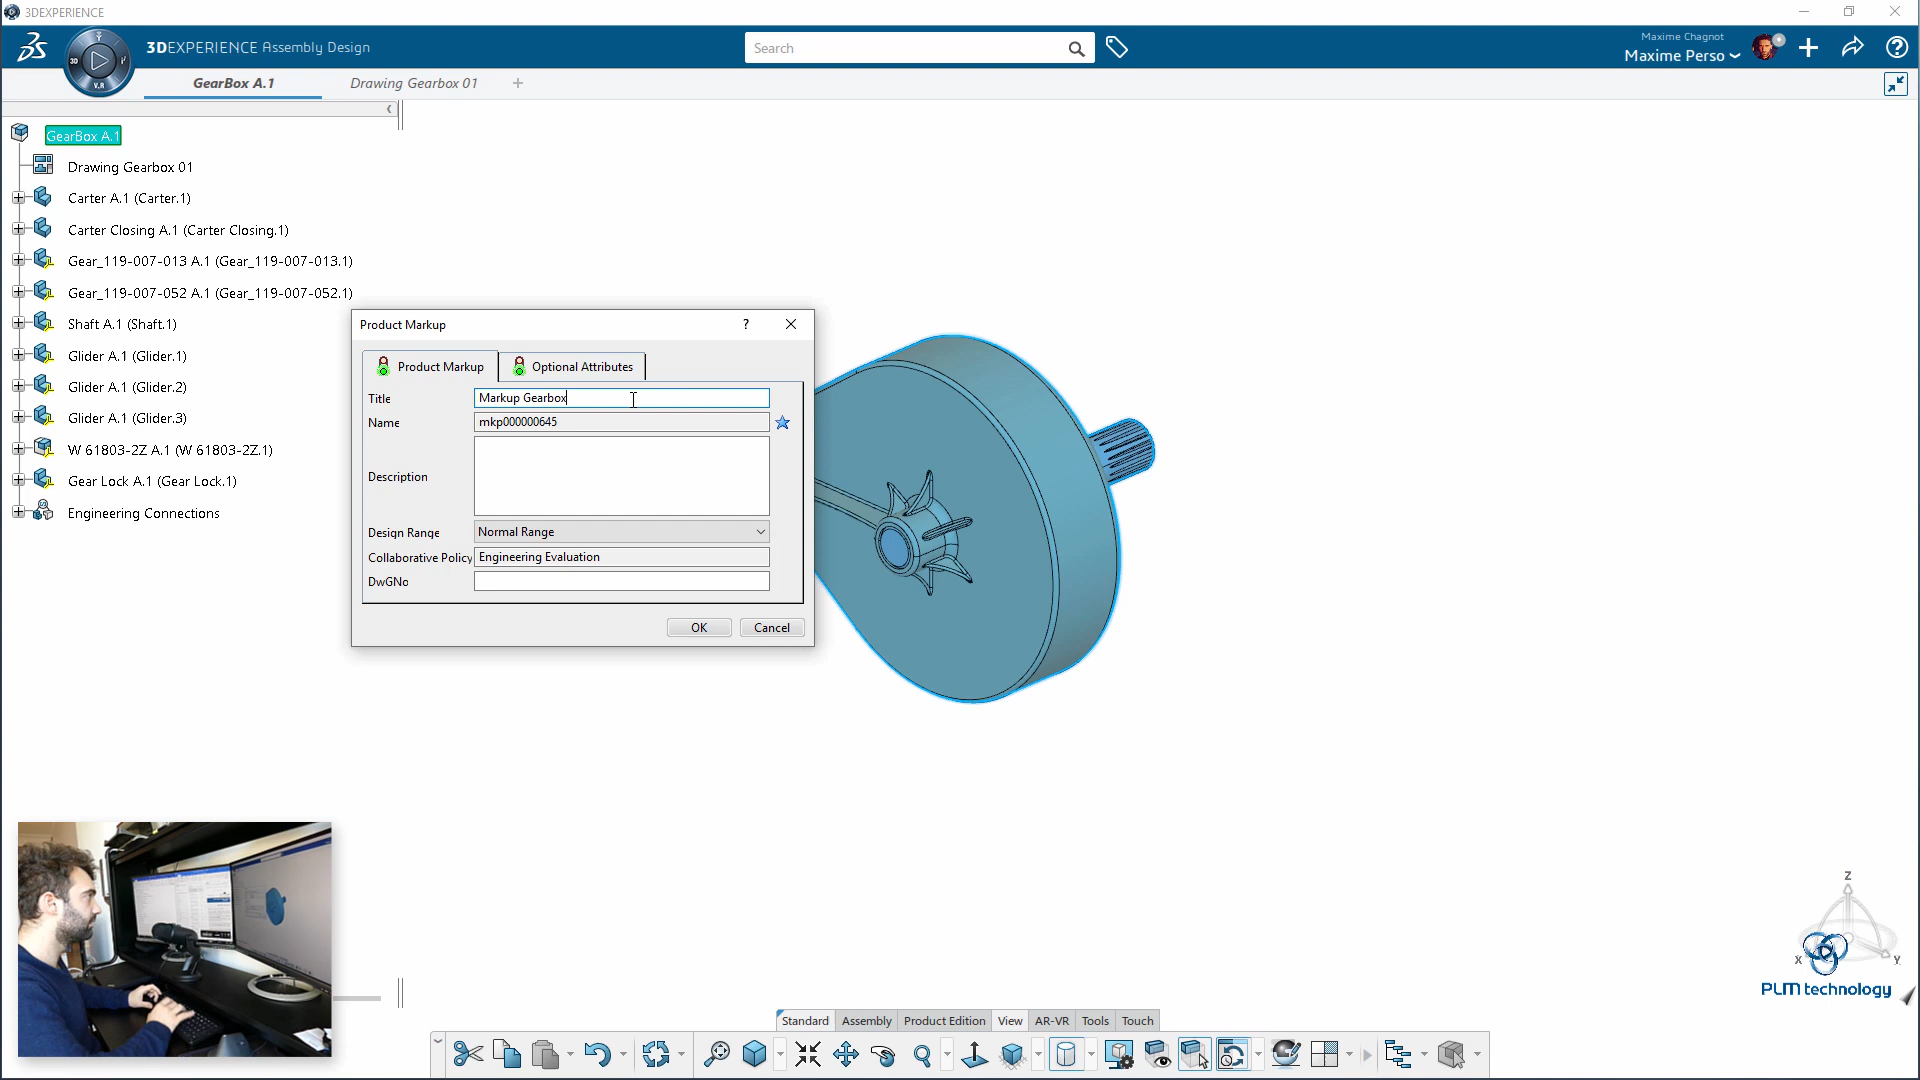 3DEXPERIENCE
3DEXPERIENCE Assembly Design
Search
Maxime Chagnot
Maxime Perso
3D
V.R
GearBox A.1
Drawing Gearbox 01
GearBox A.1
Drawing Gearbox 01
Carter A.1 (Carter.1)
Carter Closing A.1 (Carter Closing.1)
Gear_119-007-013 A.1 (Gear_119-007-013.1)
Gear_119-007-052 A.1 (Gear_119-007-052.1)
Shaft A.1 (Shaft.1)
Glider A.1 (Glider.1)
Glider A.1 (Glider.2)
Glider A.1 (Glider.3)
W 61803-2Z A.1 (W 61803-2Z.1)
Gear Lock A.1 (Gear Lock.1)
Engineering Connections
Product Markup
?
Product Markup
Optional Attributes
Title
Markup Gearbox
Name
mkp000000645
Description
Design Range
Normal Range
Collaborative Policy
Engineering Evaluation
DwGNo
OK
Cancel
Z
X
Y
PLM technology
Standard
Assembly
Product Edition
View
AR-VR
Tools
Touch